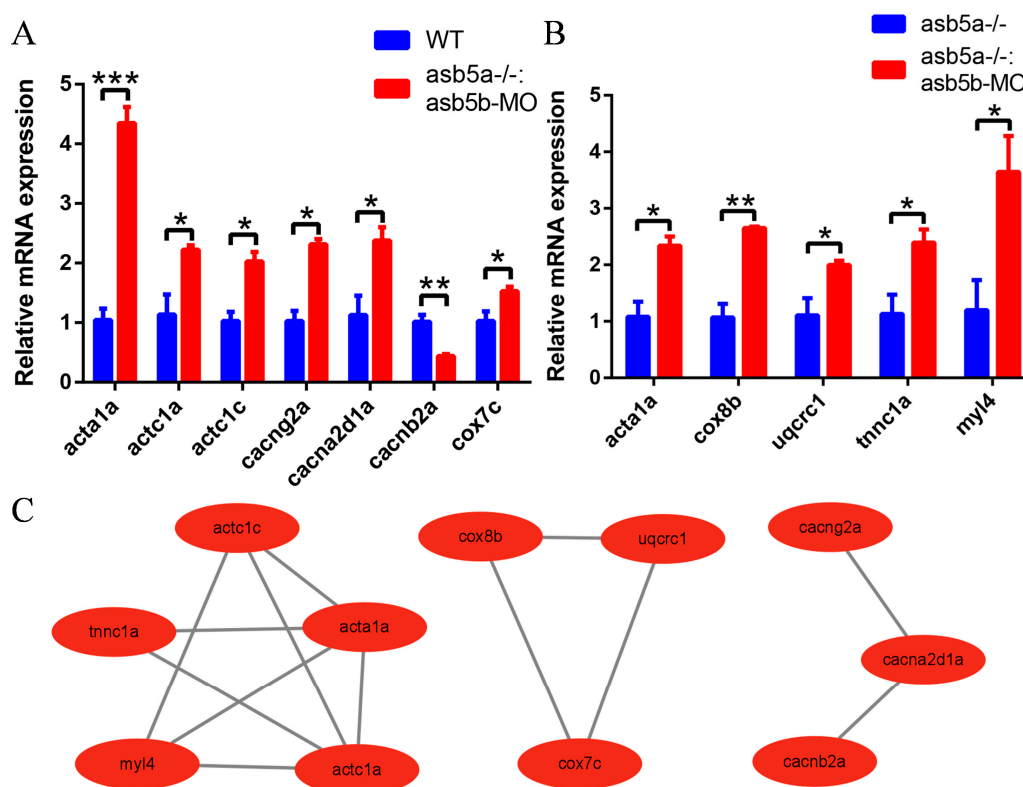 A
WT
asb5a-/-:
asb5b-MO
Relative mRNA expression
5
4
3
2
1
0
***
*
*
*
*
**
*
acta1a
actc1a
actc1c
cacng2a
cacna2d1a
cacnb2a
cox7c
B
asb5a-/-
asb5a-/-:
asb5b-MO
Relative mRNA expression
5
4
3
2
1
0
*
**
*
*
*
acta1a
cox8b
uqcrc1
tnnc1a
myl4
C
actc1c
tnnc1a
acta1a
myl4
actc1a
cox8b
uqcrc1
cox7c
cacng2a
cacna2d1a
cacnb2a